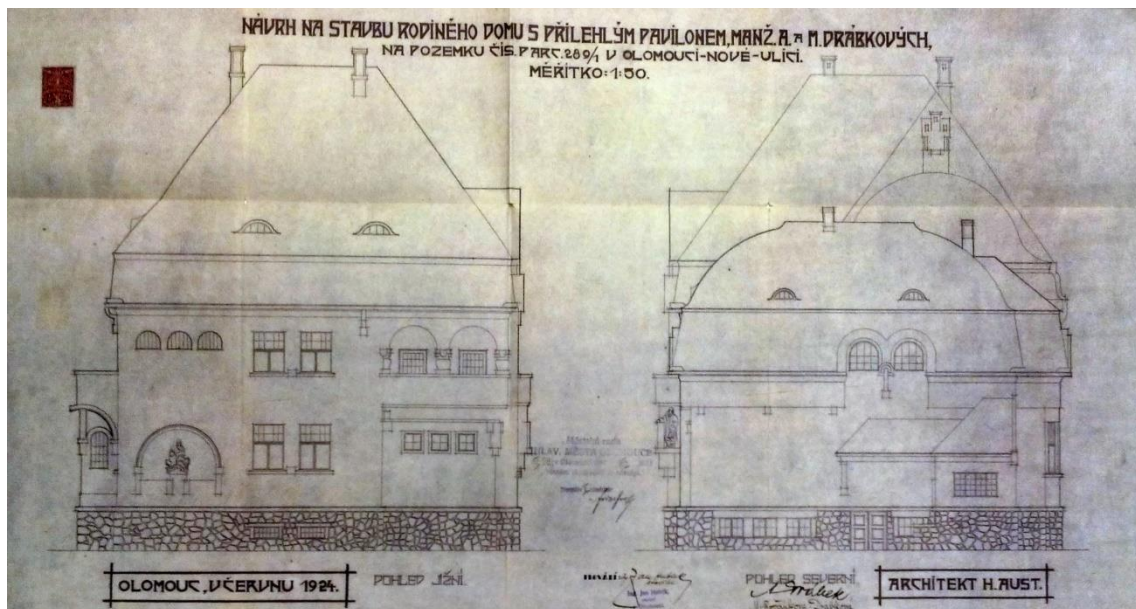 NÁVRH NA STAVBU RODINÉHO DOMU S PŘILEHLÝM PAVILONEM, MANŽ. A. A M. DRÁBKOVÝCH,
NA POZEMKU ČÍS. PARC. 289/1 V OLOMOUCI-NOVÉ-ULICI.
MĚŘÍTKO: 1:50.
OLOMOUC, V ČERVNU 1924.
POHLED JIŽNÍ.
POHLED SEVERNÍ.
ARCHITEKT H. AUST.